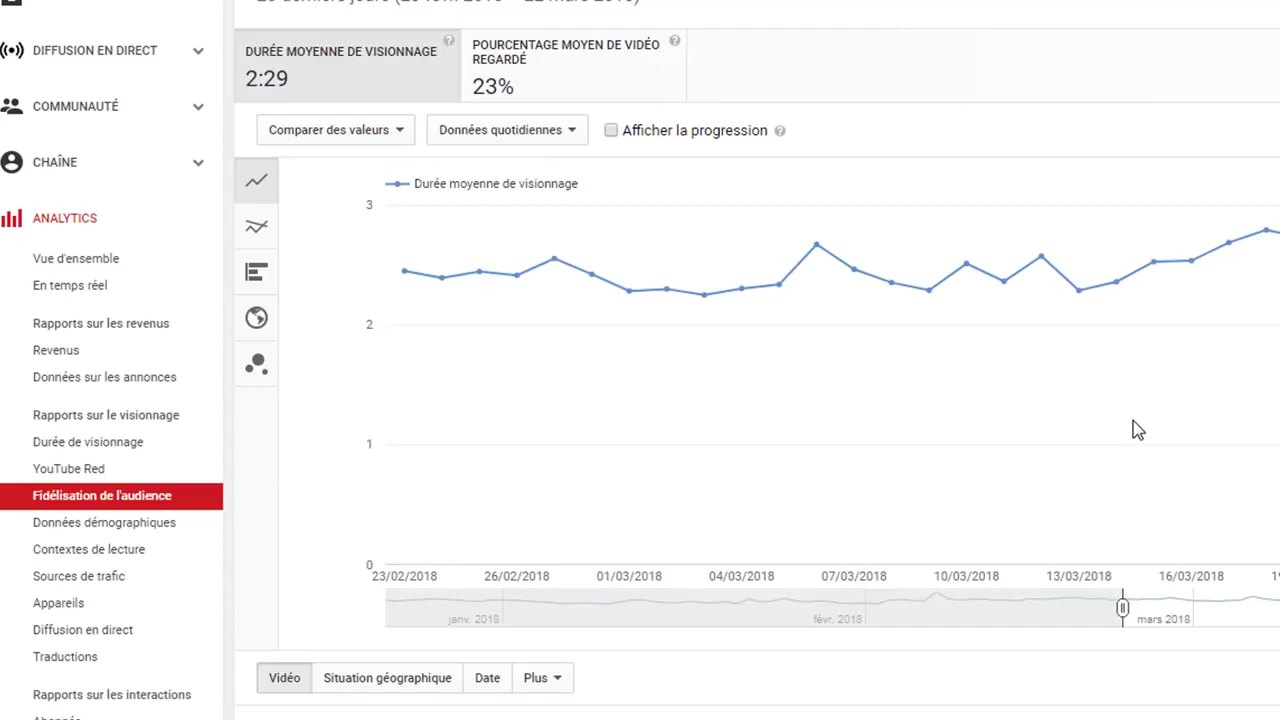 DIFFUSION EN DIRECT
COMMUNAUTÉ
CHAÎNE
ANALYTICS
Vue d'ensemble
En temps réel
Rapports sur les revenus
Revenus
Données sur les annonces
Rapports sur le visionnage
Durée de visionnage
YouTube Red
Fidélisation de l'audience
Données démographiques
Contextes de lecture
Sources de trafic
Appareils
Diffusion en direct
Traductions
Rapports sur les interactions
DURÉE MOYENNE DE VISIONNAGE
2:29
POURCENTAGE MOYEN DE VIDÉO
REGARDÉ
23%
Comparer des valeurs
Données quotidiennes
Afficher la progression
Durée moyenne de visionnage
3
2
1
0
23/02/2018 26/02/2018 01/03/2018 04/03/2018 07/03/2018 10/03/2018 13/03/2018 16/03/2018
janv. 2018 févr. 2018 mars 2018
Vidéo Situation géographique Date Plus